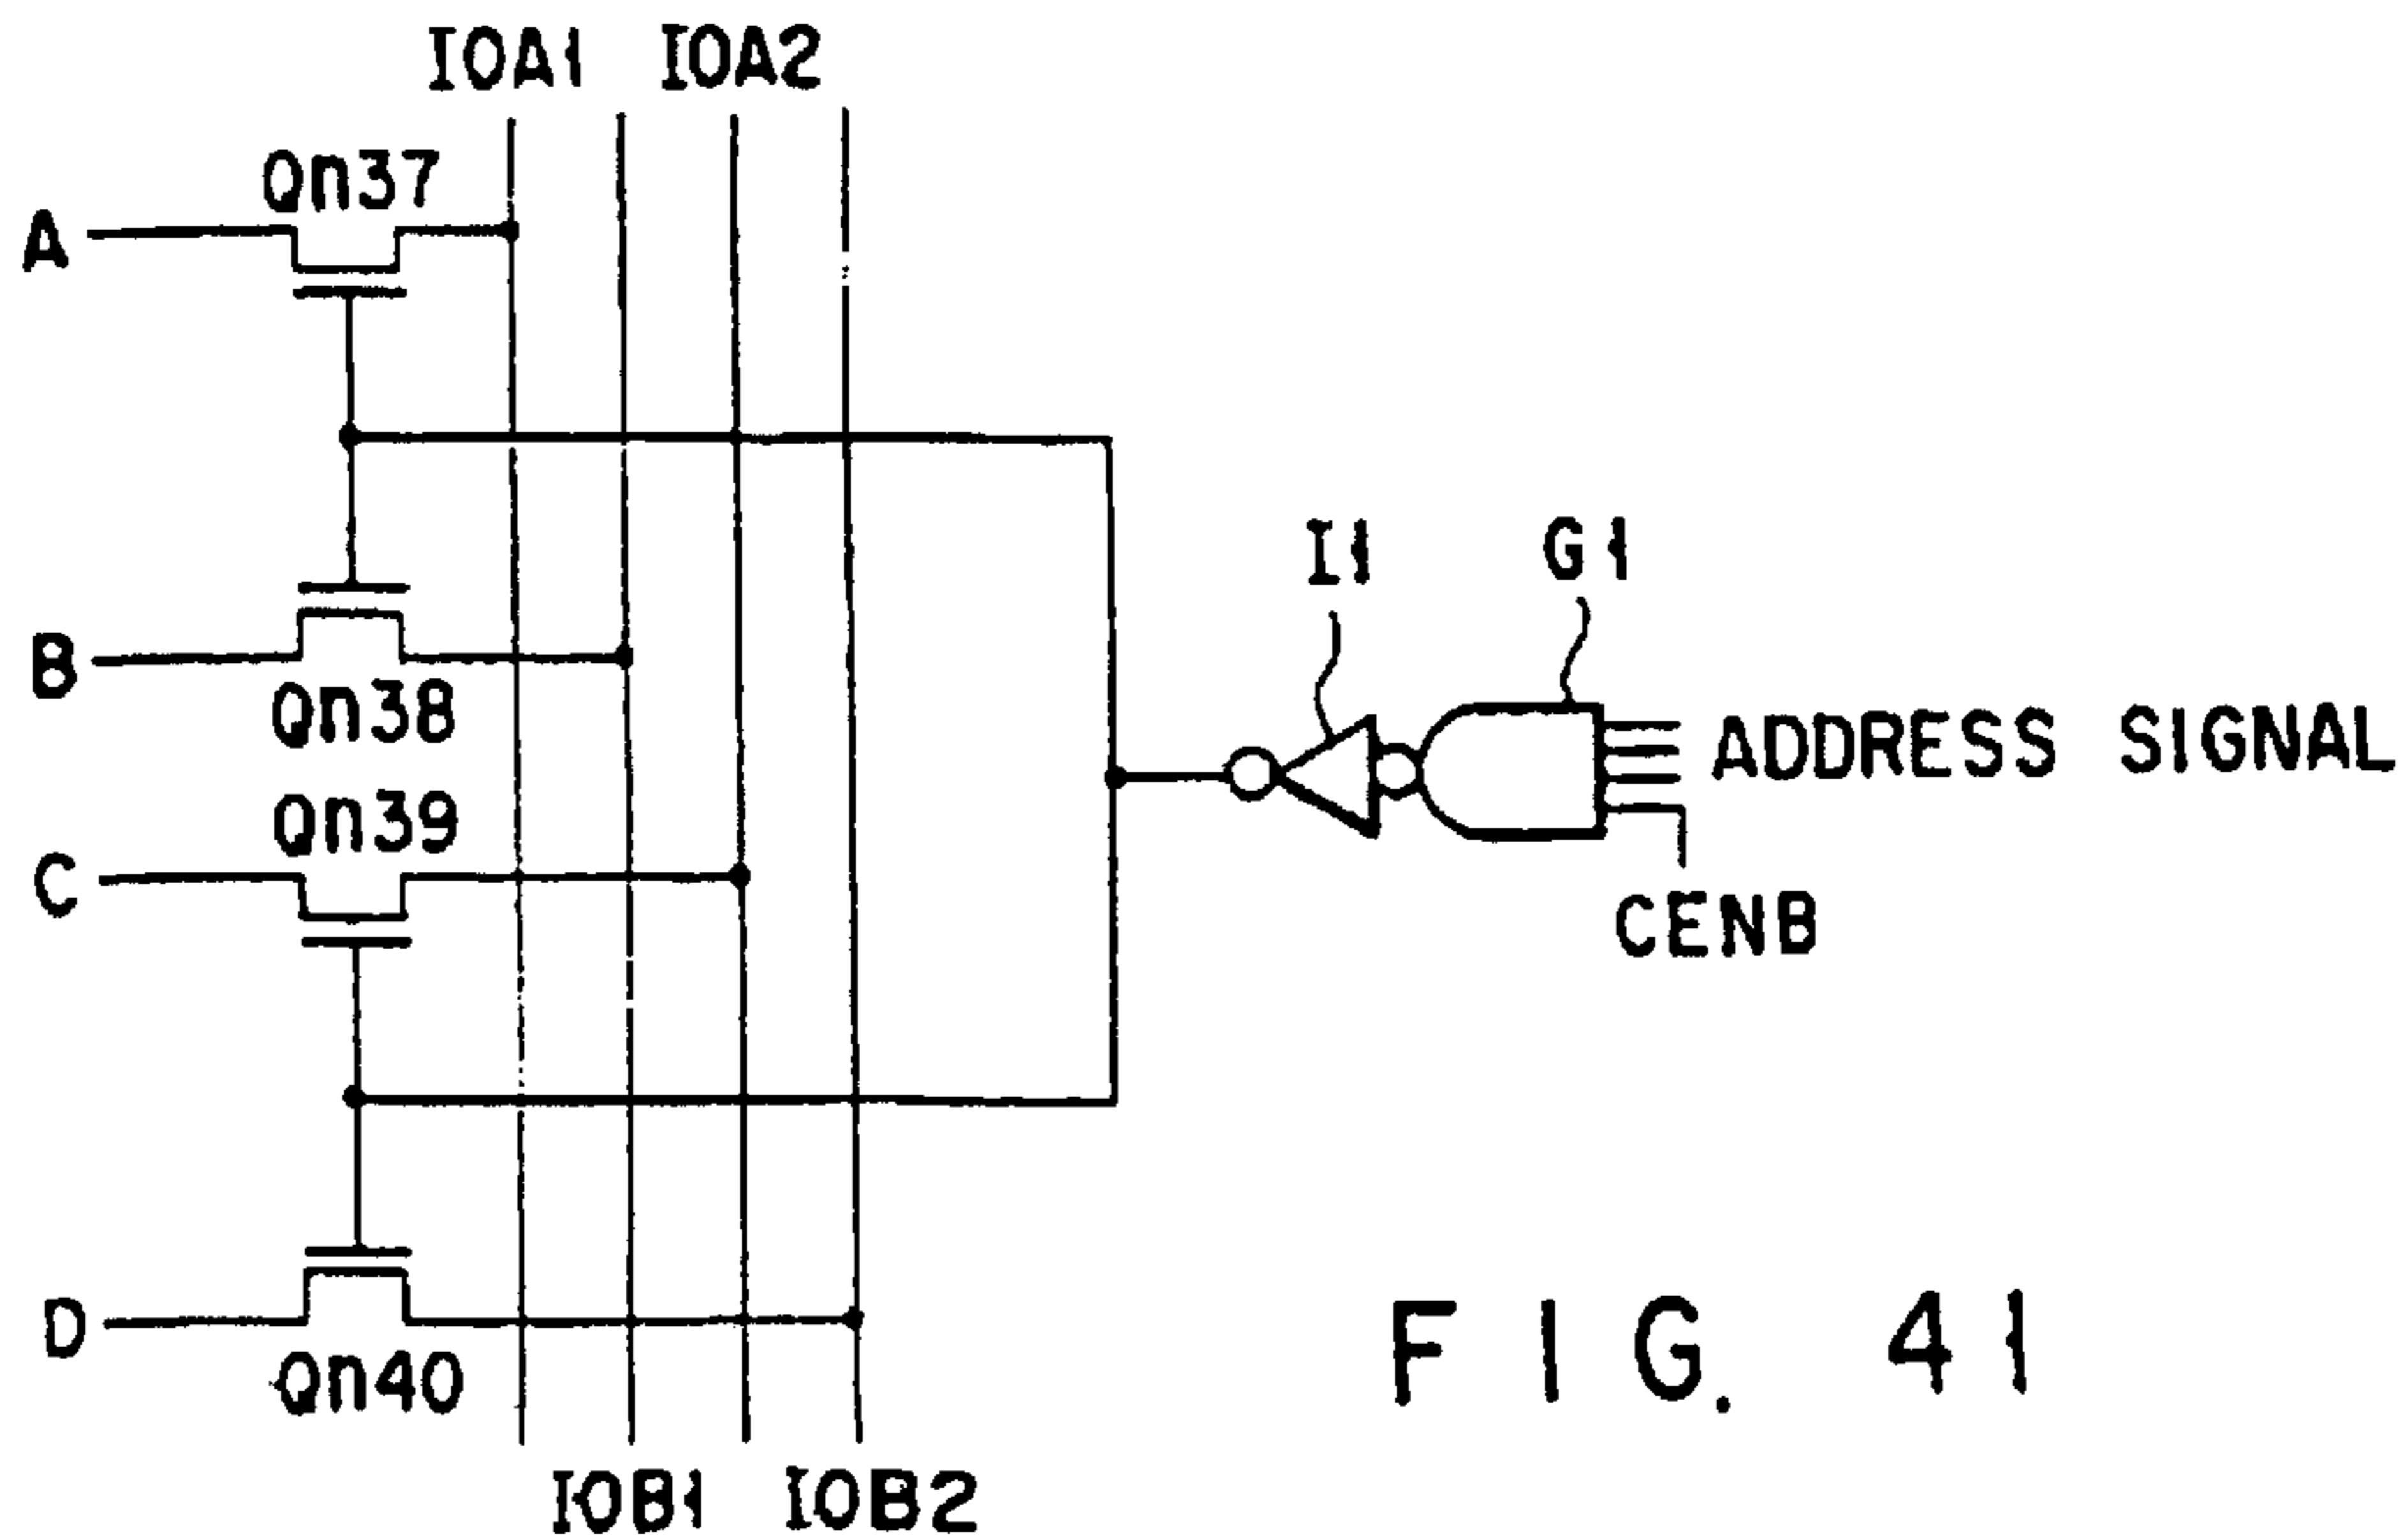 IOA1 IOA2
Qn37
A
I1 G1
B
Qn38
ADDRESS SIGNAL
Qn39
C
CENB
D
Qn40
FIG. 41
IOB1 IOB2